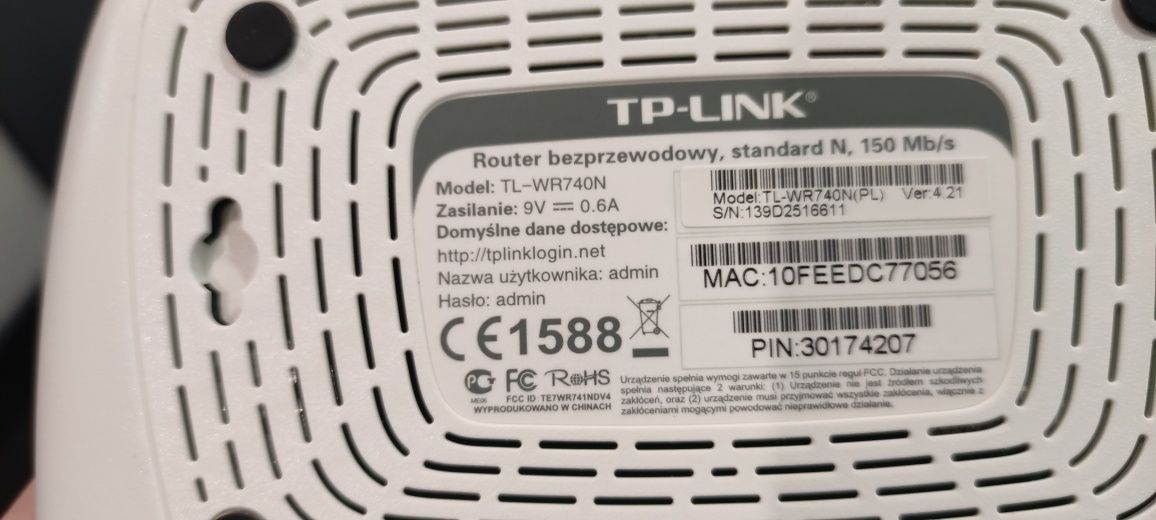 TP-LINK®
Router bezprzewodowy, standard N, 150 Mb/s
Model: TL-WR740N
Zasilanie: 9V ⎓ 0.6A
Domyślne dane dostępowe:
http://tplinklogin.net
Nazwa użytkownika: admin
Hasło: admin
Model:TL-WR740N(PL) Ver:4.21
S/N:139D2516611
MAC:10FEEDC77056
PIN:30174207
CE1588
PG FC RoHS
ME06
FCC ID TE7WR741NDV4
WYPRODUKOWANO W CHINACH
Urządzenie spełnia wymogi zawarte w 15 punkcie reguł FCC. Działanie urządzenia
spełnia następujące 2 warunki: (1) Urządzenie nie jest źródłem szkodliwych
zakłóceń, oraz (2) urządzenie musi przyjmować wszystkie zakłócenia, włącznie z
zakłóceniami mogącymi powodować nieprawidłowe działanie.